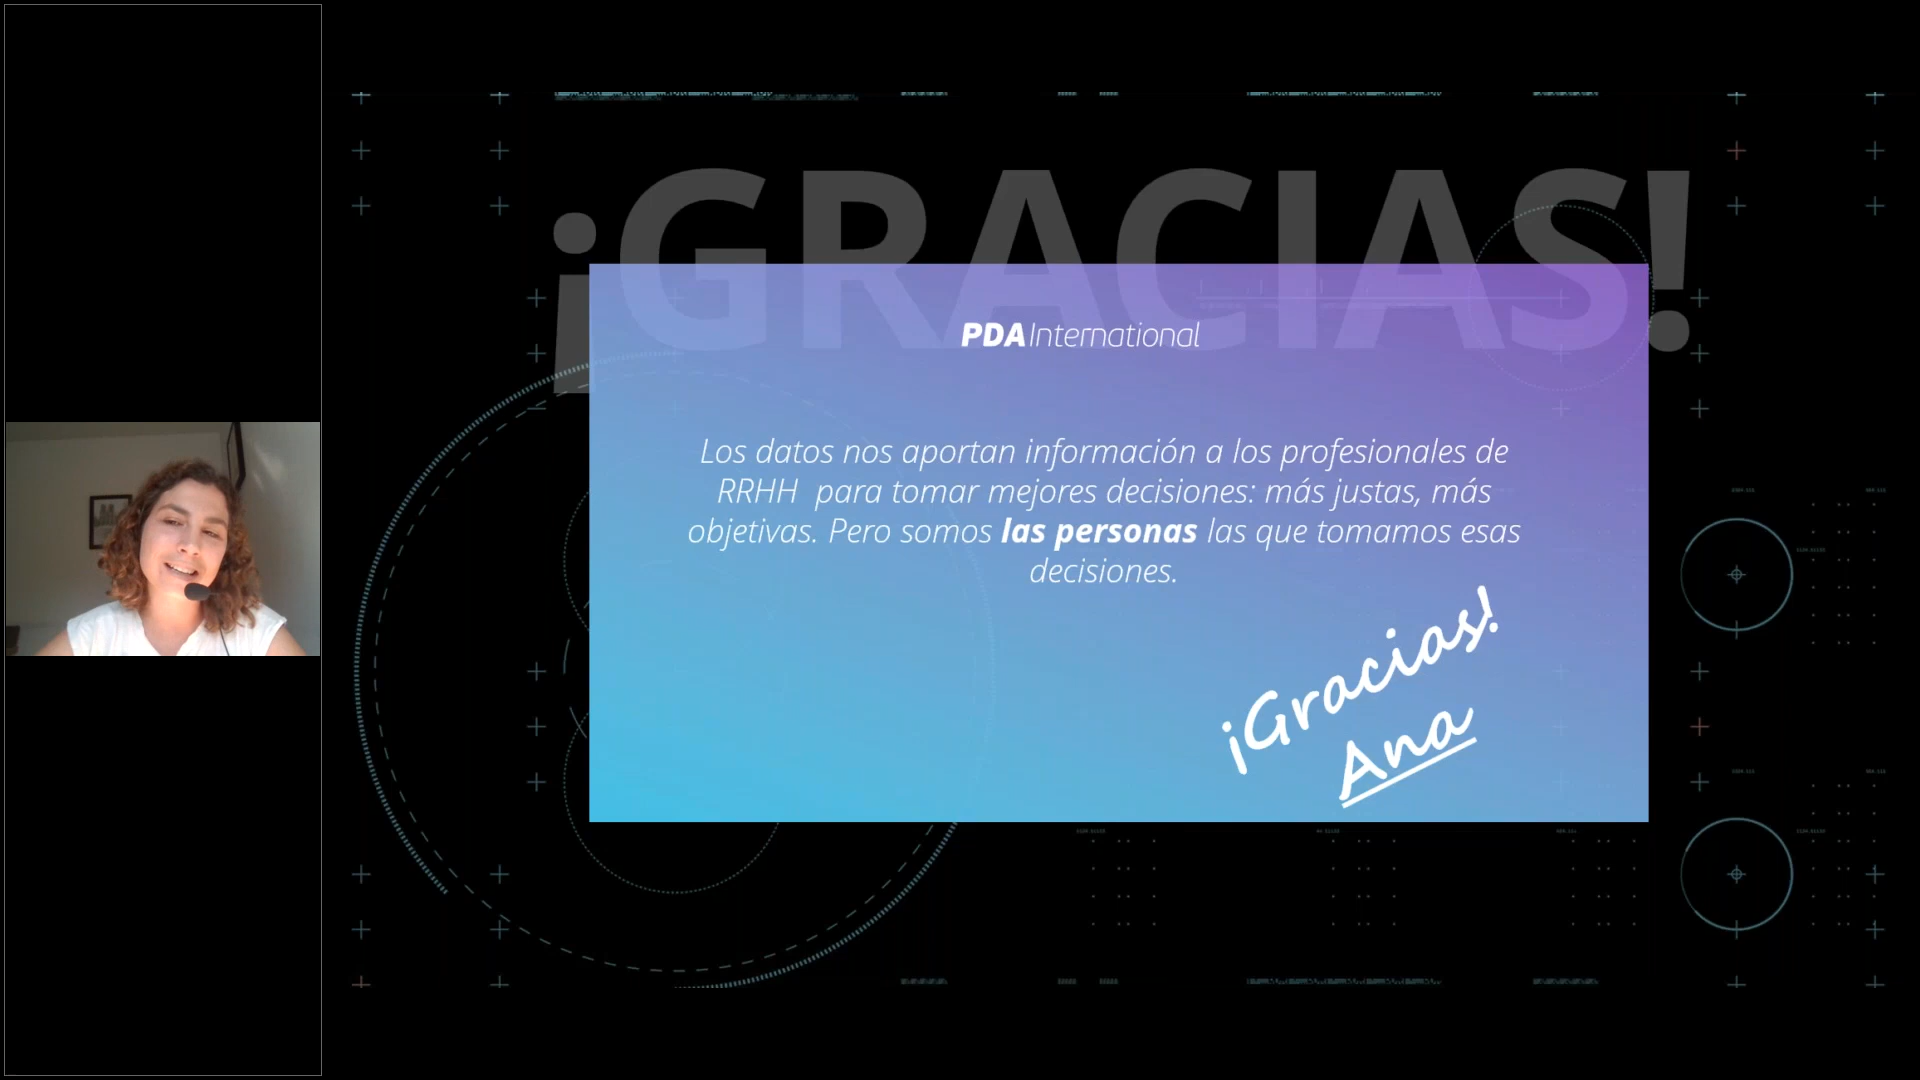 ¡GRACIAS!
PDA International
Los datos nos aportan información a los profesionales de
RRHH para tomar mejores decisiones: más justas, más
objetivas. Pero somos las personas las que tomamos esas
decisiones.
¡Gracias!
Ana